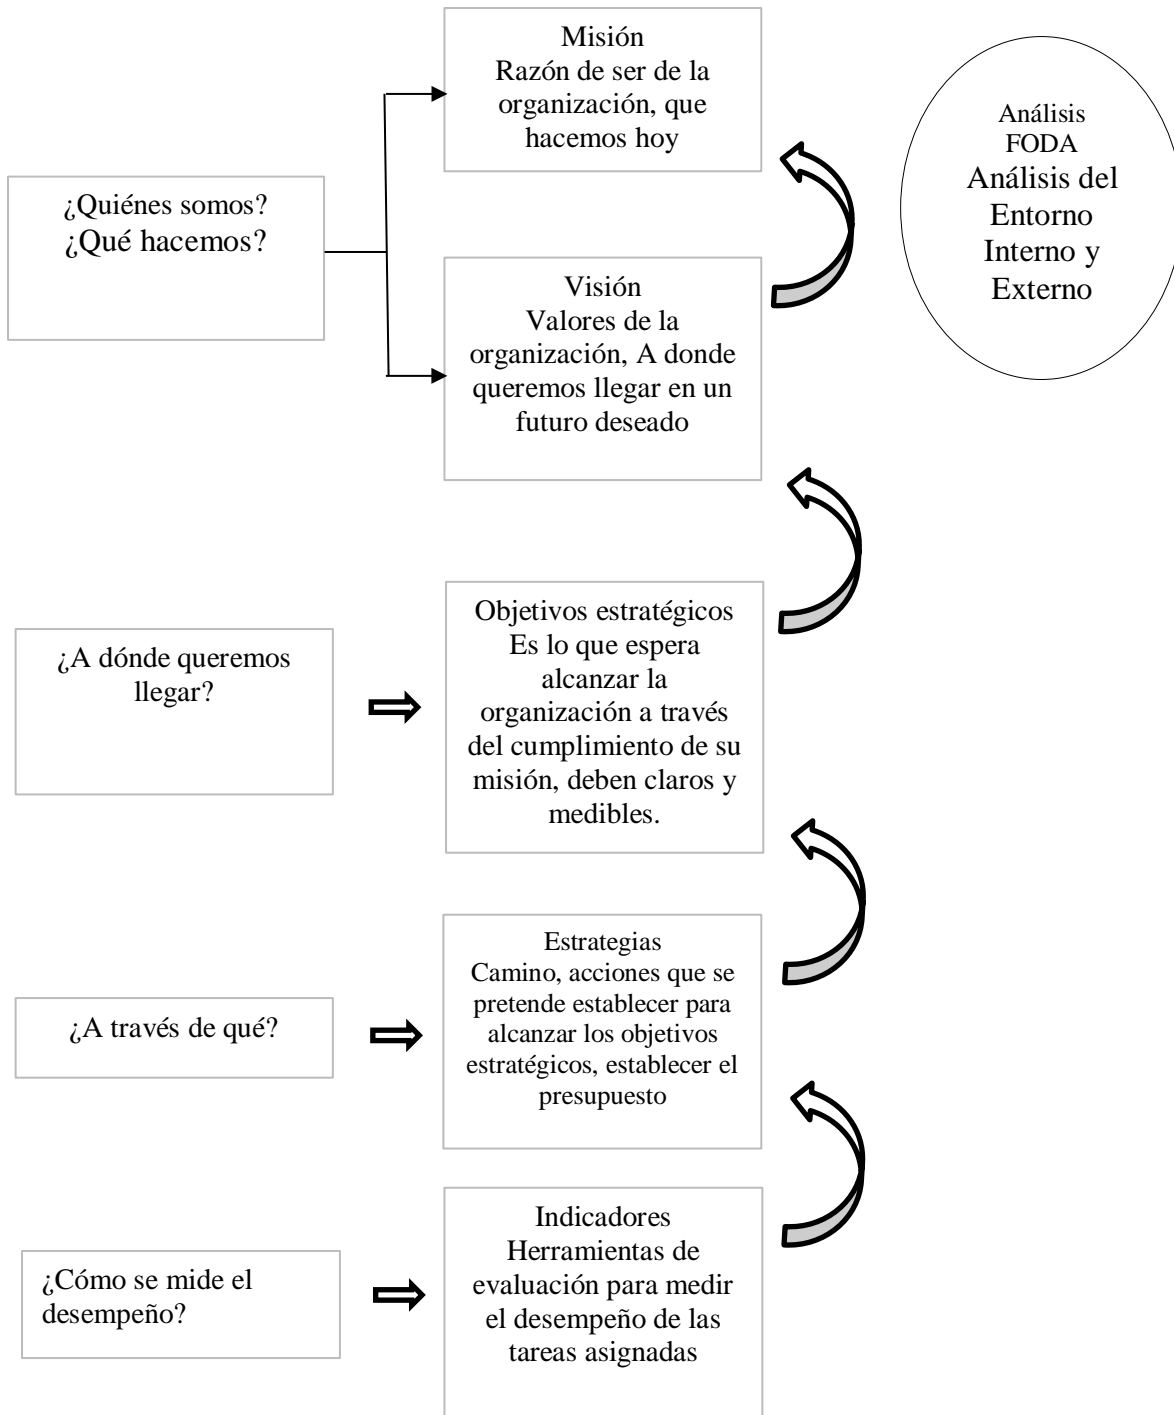 Misión
Razón de ser de la
organización, que
hacemos hoy
Análisis
FODA
Análisis del
Entorno
Interno y
Externo
¿Quiénes somos?
¿Qué hacemos?
Visión
Valores de la
organización, A donde
queremos llegar en un
futuro deseado
¿A dónde queremos
llegar?
Objetivos estratégicos
Es lo que espera
alcanzar la
organización a través
del cumplimiento de su
misión, deben claros y
medibles.
¿A través de qué?
Estrategias
Camino, acciones que se
pretende establecer para
alcanzar los objetivos
estratégicos, establecer el
presupuesto
¿Cómo se mide el
desempeño?
Indicadores
Herramientas de
evaluación para medir
el desempeño de las
tareas asignadas